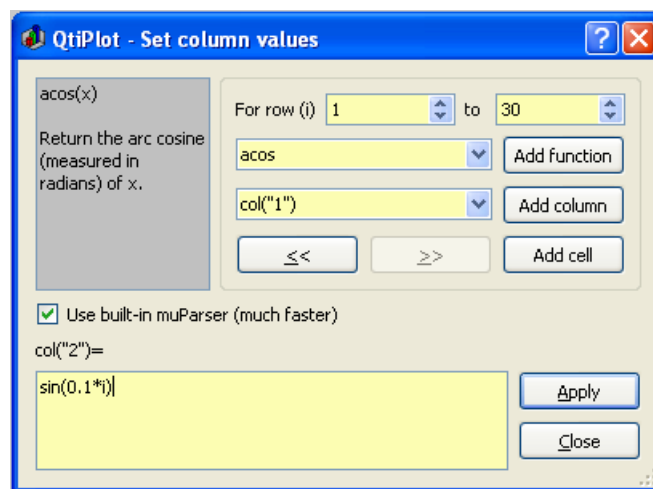 QtiPlot - Set column values
acos(x)
Return the arc cosine
(measured in
radians) of x.
For row (i) 1 to 30
acos Add function
col("1") Add column
<< >> Add cell
Use built-in muParser (much faster)
col("2")=
sin(0.1*i)
Apply
Close